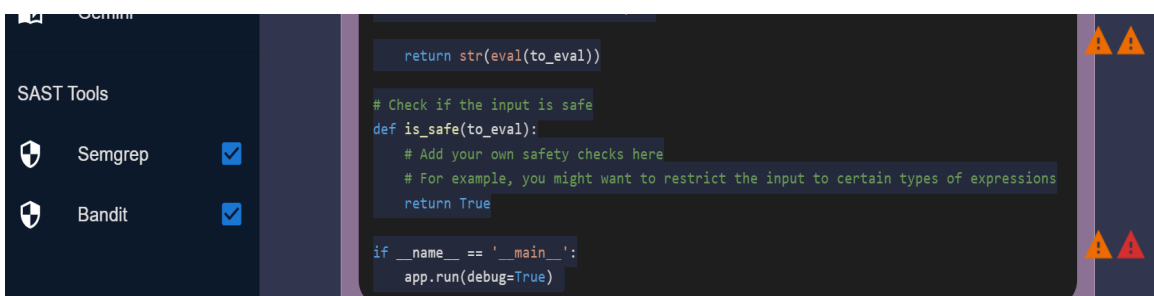 Gemini
return str(eval(to_eval))
SAST Tools
# Check if the input is safe
def is_safe(to_eval):
# Add your own safety checks here
Semgrep
# For example, you might want to restrict the input to certain types of expressions
return True
Bandit
if __name__ == '__main__':
app.run(debug=True)